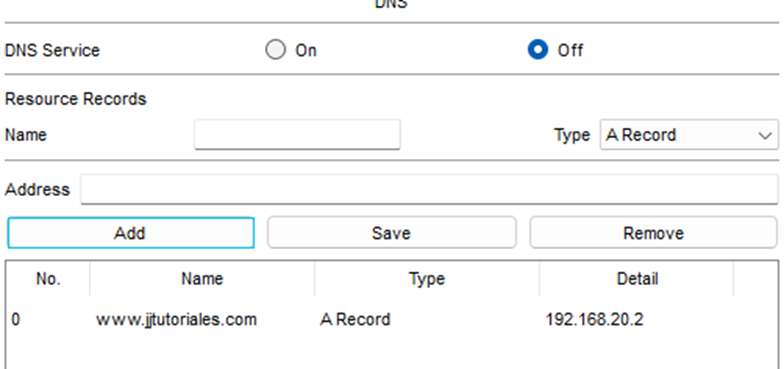 DNS
DNS Service On Off
Resource Records
Name Type A Record
Address
Add Save Remove
No. Name Type Detail
0 www.jjtutoriales.com A Record 192.168.20.2